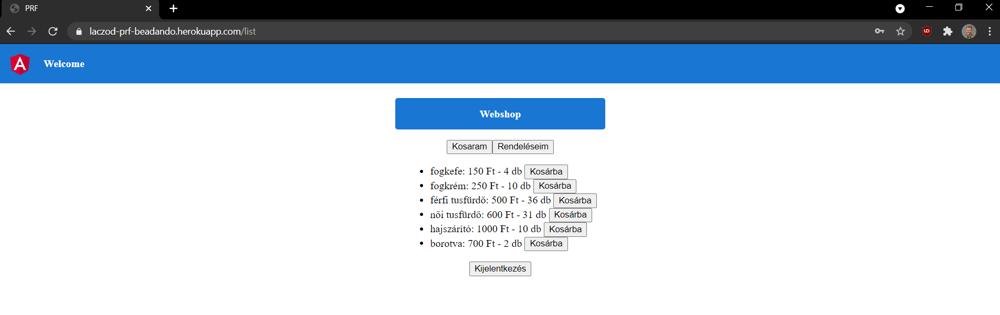 PRF
laczod-prf-beadando.herokuapp.com/list
Welcome
Webshop
Kosaram Rendeléseim
fogkefe: 150 Ft - 4 db Kosárba
fogkrém: 250 Ft - 10 db Kosárba
férfi tusfürdő: 500 Ft - 36 db Kosárba
női tusfürdő: 600 Ft - 31 db Kosárba
hajszárító: 1000 Ft - 10 db Kosárba
borotva: 700 Ft - 2 db Kosárba
Kijelentkezés